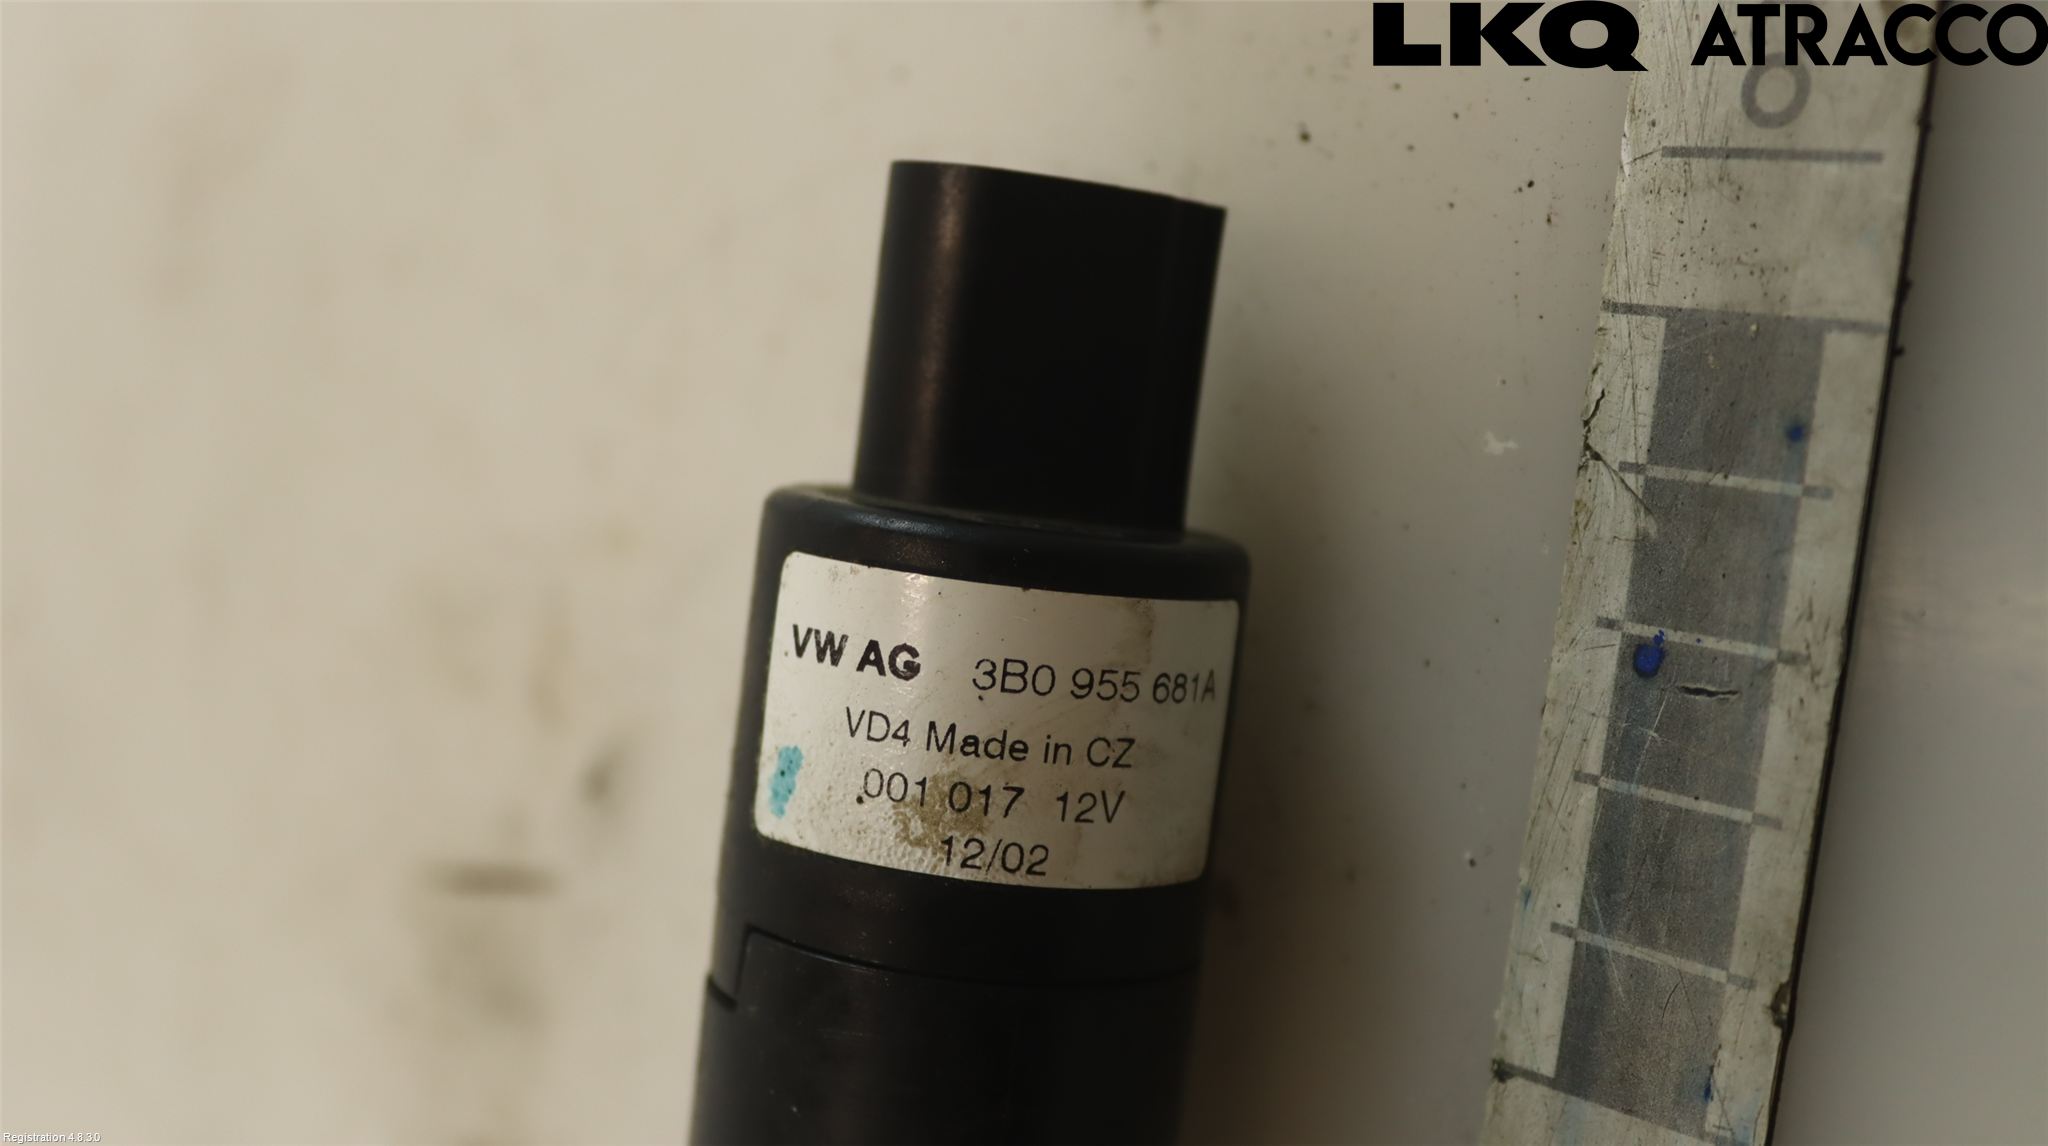 LKQ ATRACCO
8
VW AG 3B0 955 681A
VD4 Made in CZ
001 017 12V
12/02
Registration 4.8.3.0